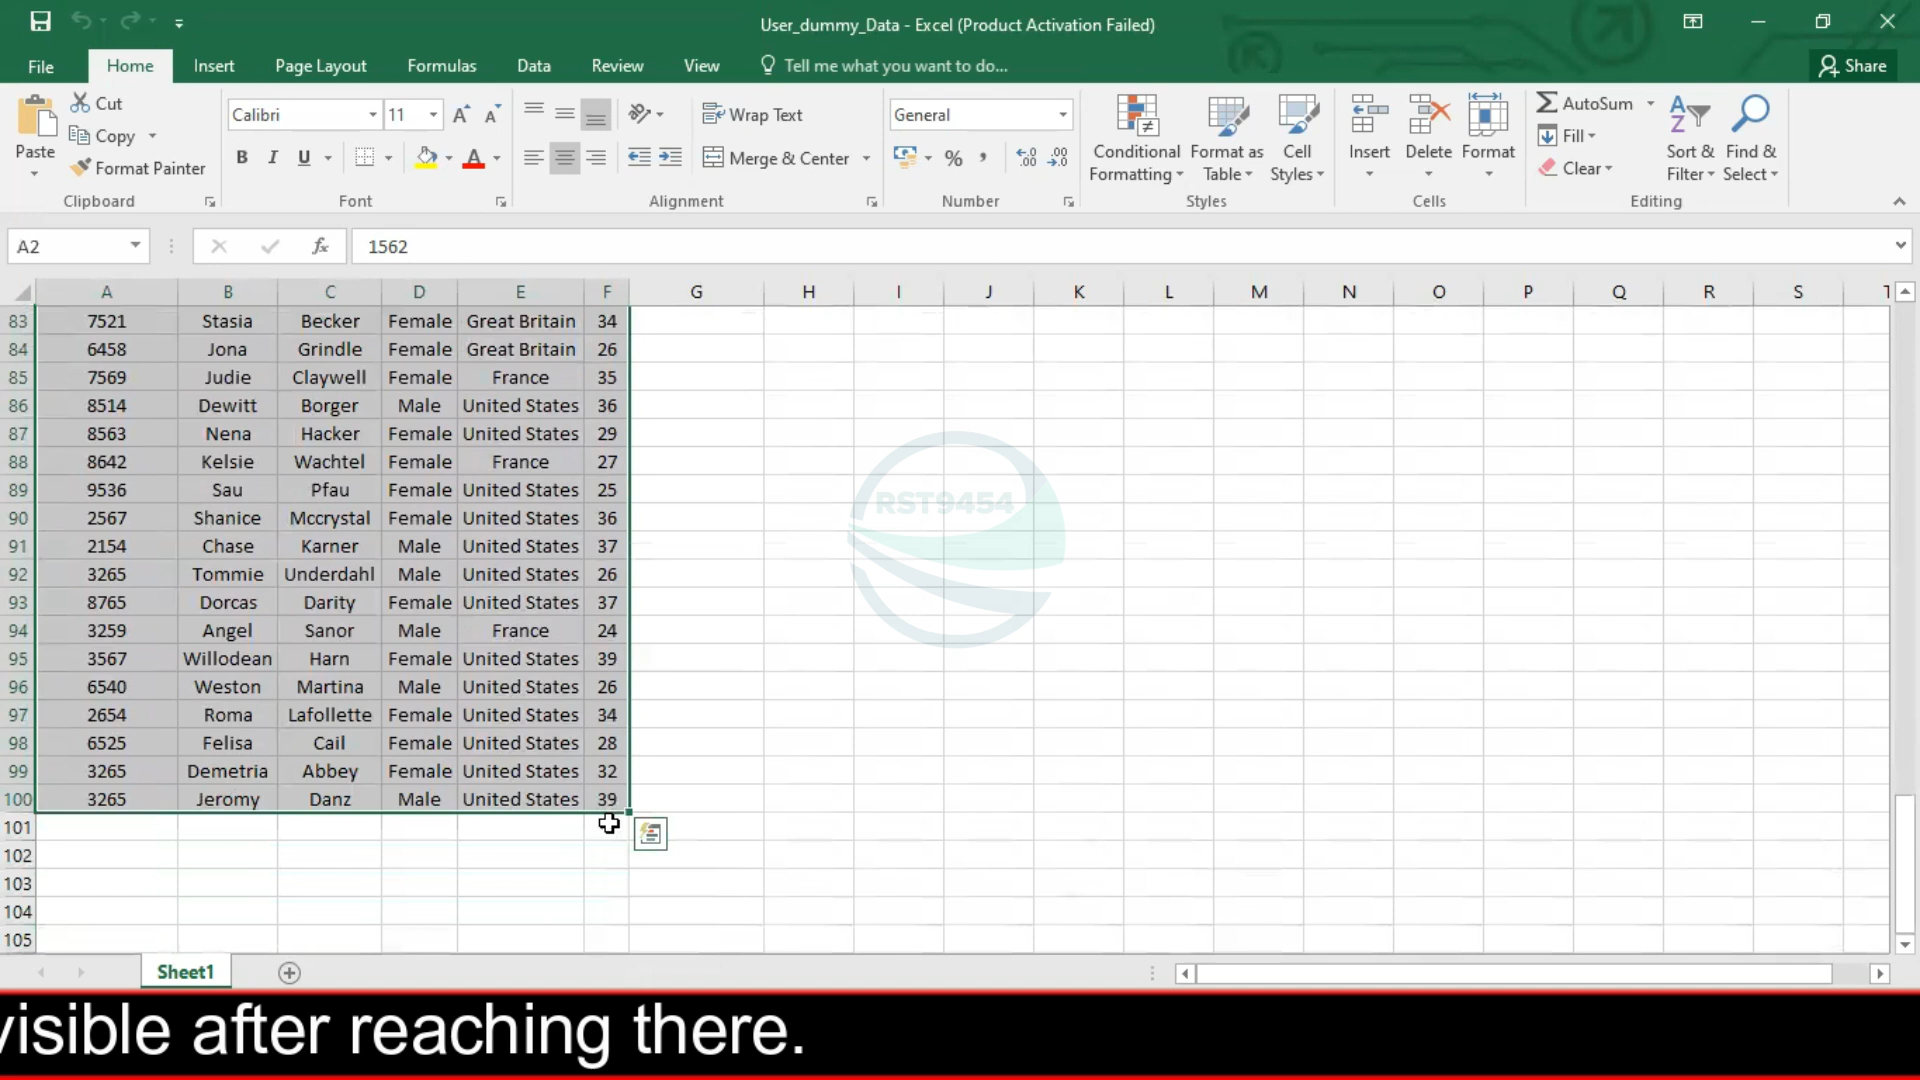 User_dummy_Data - Excel (Product Activation Failed)
File Home Insert Page Layout Formulas Data Review View Tell me what you want to do... Share
Paste Cut Copy Format Painter
Clipboard
Calibri 11
B I U
Font
Wrap Text
Merge & Center
Alignment
General
% ,
Number
Conditional Formatting
Format as Table
Cell Styles
Styles
Insert Delete Format
Cells
AutoSum
Fill
Clear
Sort & Filter
Find & Select
Editing
A2 fx 1562
A B C D E F G H I J K L M N O P Q R S
83 7521 Stasia Becker Female Great Britain 34
84 6458 Jona Grindle Female Great Britain 26
85 7569 Judie Claywell Female France 35
86 8514 Dewitt Borger Male United States 36
87 8563 Nena Hacker Female United States 29
88 8642 Kelsie Wachtel Female France 27
89 9536 Sau Pfau Female United States 25
90 2567 Shanice Mccrystal Female United States 36
91 2154 Chase Karner Male United States 37
92 3265 Tommie Underdahl Male United States 26
93 8765 Dorcas Darity Female United States 37
94 3259 Angel Sanor Male France 24
95 3567 Willodean Harn Female United States 39
96 6540 Weston Martina Male United States 26
97 2654 Roma Lafollette Female United States 34
98 6525 Felisa Cail Female United States 28
99 3265 Demetria Abbey Female United States 32
100 3265 Jeromy Danz Male United States 39
101
102
103
104
105
RST9454
Sheet1
visible after reaching there.